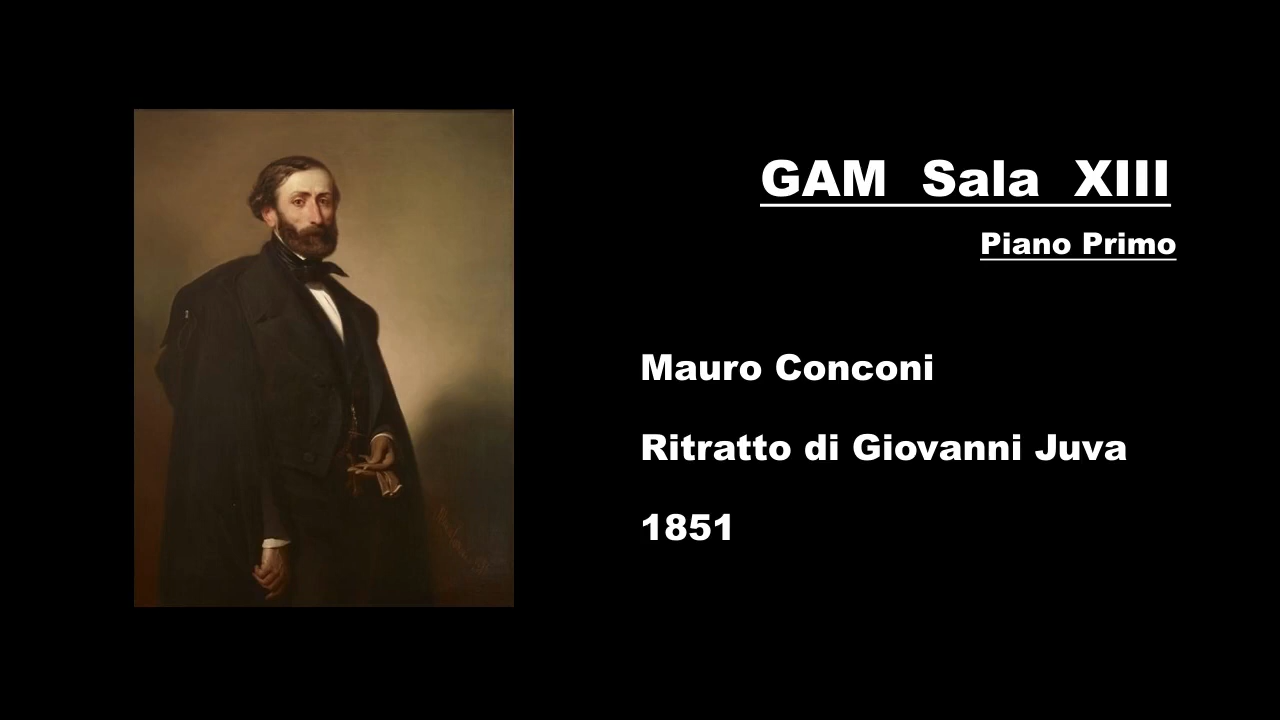 GAM Sala XIII
Piano Primo
Mauro Conconi
Ritratto di Giovanni Juva
1851